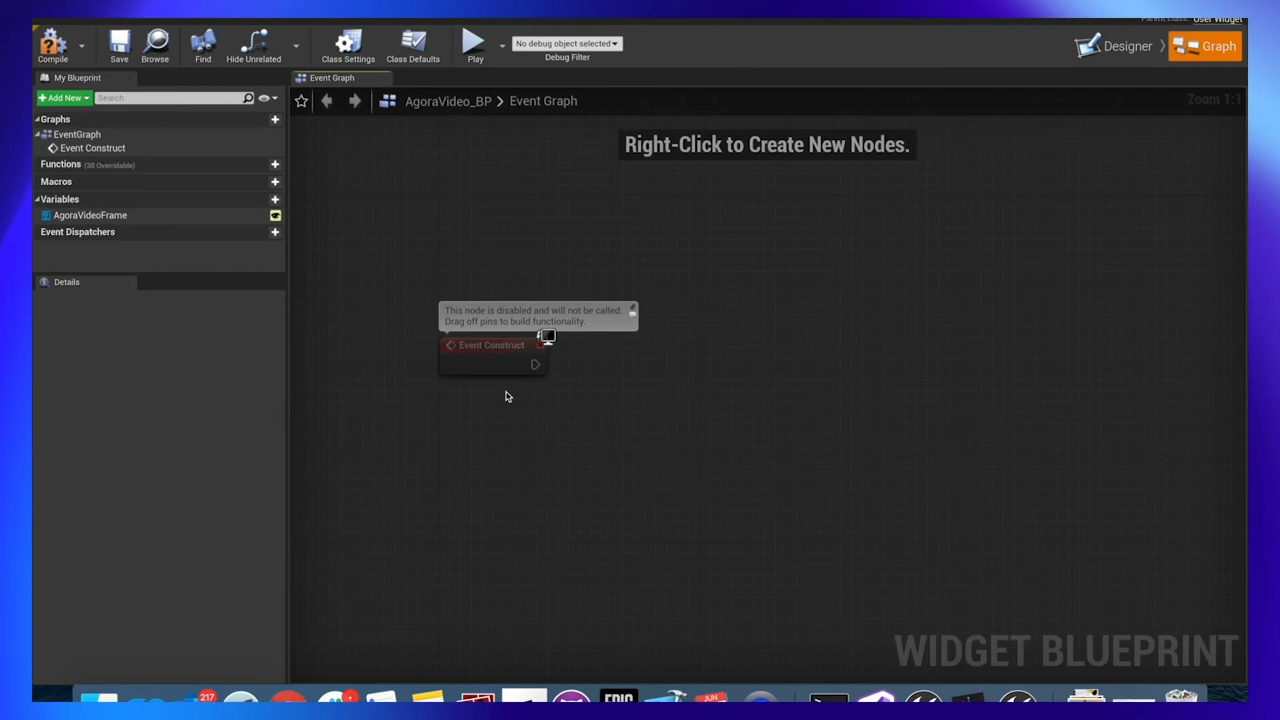 Parent Class: User Widget
Compile
Save
Browse
Find
Hide Unrelated
Class Settings
Class Defaults
Play
No debug object selected
Debug Filter
Designer
Graph
My Blueprint
Event Graph
Add New
Search
AgoraVideo_BP > Event Graph
Zoom 1:1
Graphs
EventGraph
Event Construct
Functions (38 Overridable)
Macros
Variables
AgoraVideoFrame
Event Dispatchers
Details
Right-Click to Create New Nodes.
This node is disabled and will not be called.
Drag off pins to build functionality.
Event Construct
WIDGET BLUEPRINT
217
EPIC
JUN